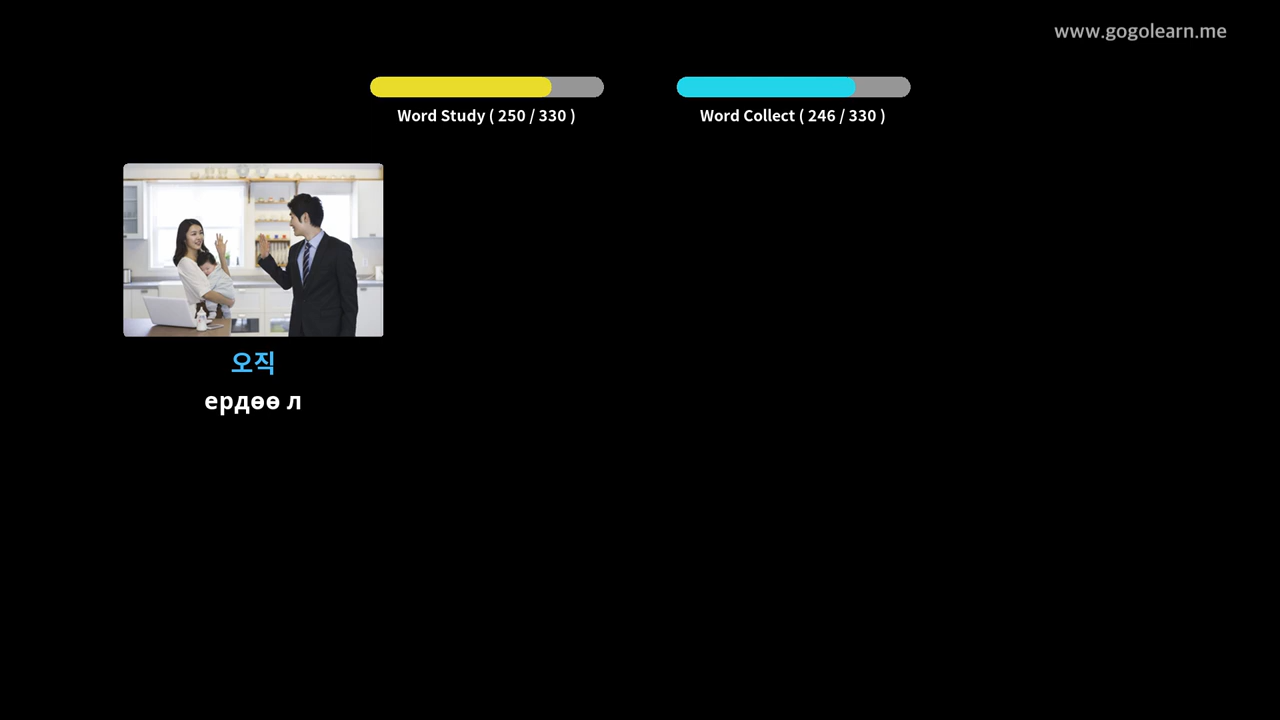 www.gogolearn.me
Word Study ( 250 / 330 )
Word Collect ( 246 / 330 )
오직
ердөө л